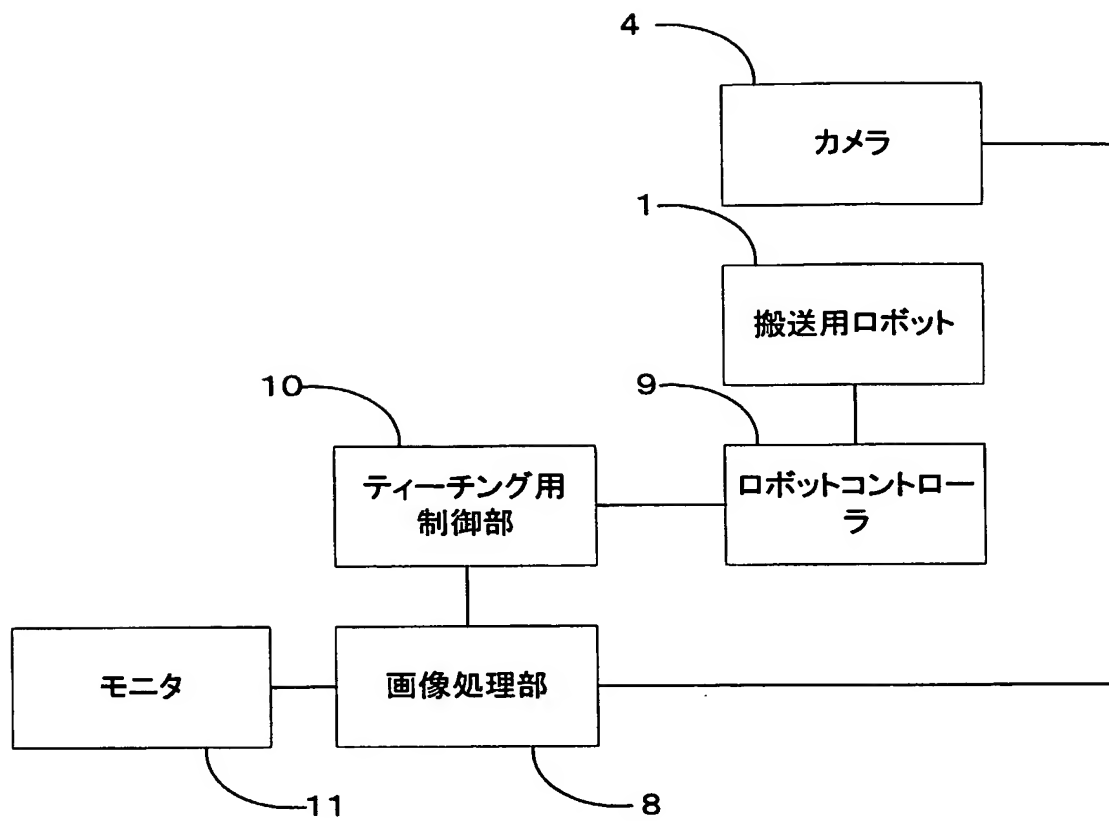 4
カメラ
1
搬送用ロボット
10
9
ティーチング用
制御部
ロボットコントロー
ラ
モニタ
画像処理部
11
8